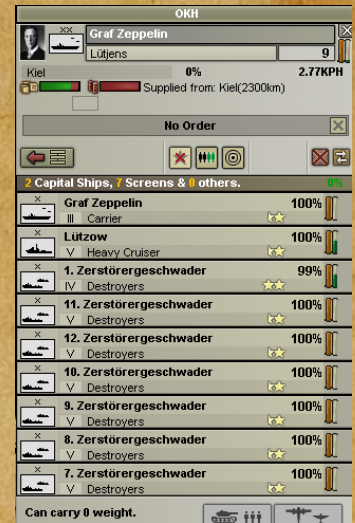 OKH
XX
Graf Zeppelin
Lütjens 9
Kiel 0% 2.77KPH
Supplied from: Kiel(2300km)
No Order
2 Capital Ships, 7 Screens & 0 others. 0%
X Graf Zeppelin 100%
III Carrier
X Lützow 100%
V Heavy Cruiser
X 1. Zerstörergeschwader 99%
IV Destroyers
X 11. Zerstörergeschwader 100%
V Destroyers
X 12. Zerstörergeschwader 100%
V Destroyers
X 10. Zerstörergeschwader 100%
V Destroyers
X 9. Zerstörergeschwader 100%
V Destroyers
X 8. Zerstörergeschwader 100%
V Destroyers
X 7. Zerstörergeschwader 100%
V Destroyers
Can carry 0 weight.